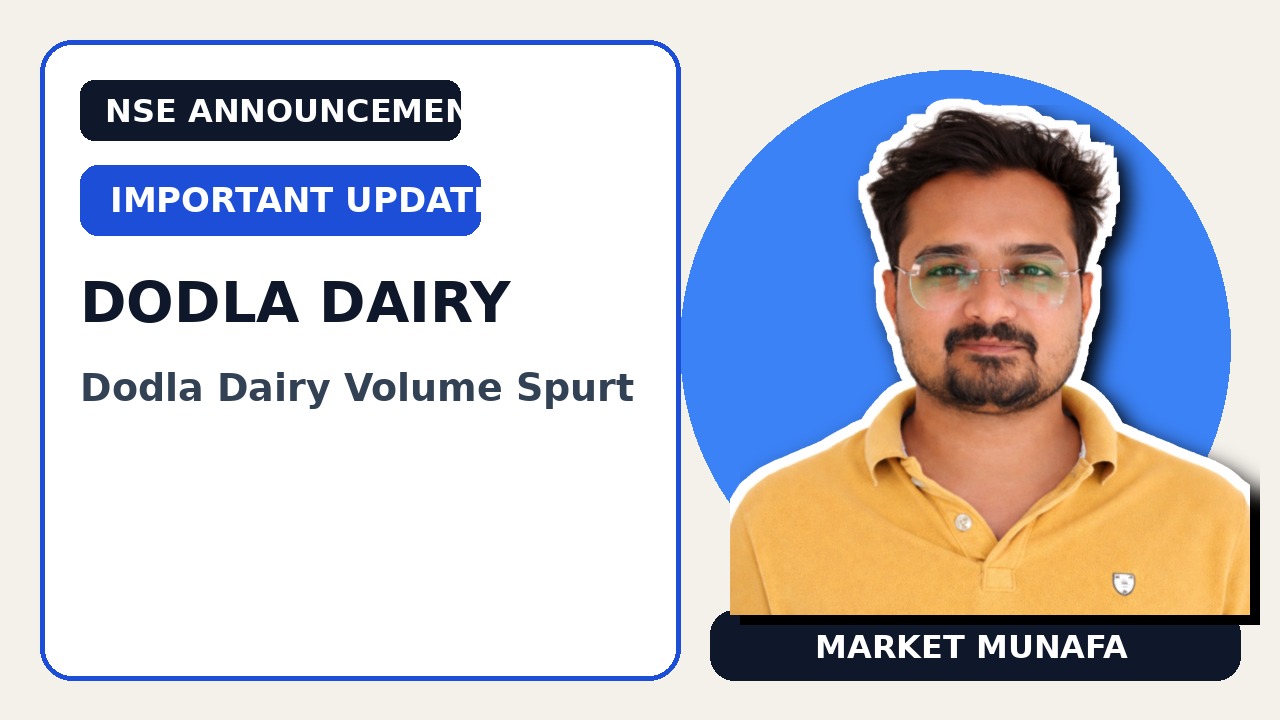 NSE ANNOUNCEMEN
IMPORTANT UPDAT
DODLA DAIRY
Dodla Dairy Volume Spurt
MARKET MUNAFA